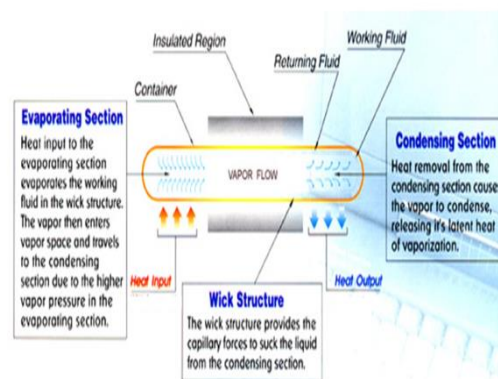 Insulated Region
Working Fluid
Returning Fluid
Container
Evaporating Section
Heat input to the
evaporating section
evaporates the working
fluid in the wick structure.
The vapor then enters
vapor space and travels
to the condensing
section due to the higher
vapor pressure in the
evaporating section.
VAPOR FLOW
Condensing Section
Heat removal from the
condensing section cause
the vapor to condense,
releasing it's latent heat
of vaporization.
Heat Input
Heat Output
Wick Structure
The wick structure provides the
capillary forces to suck the liquid
from the condensing section.